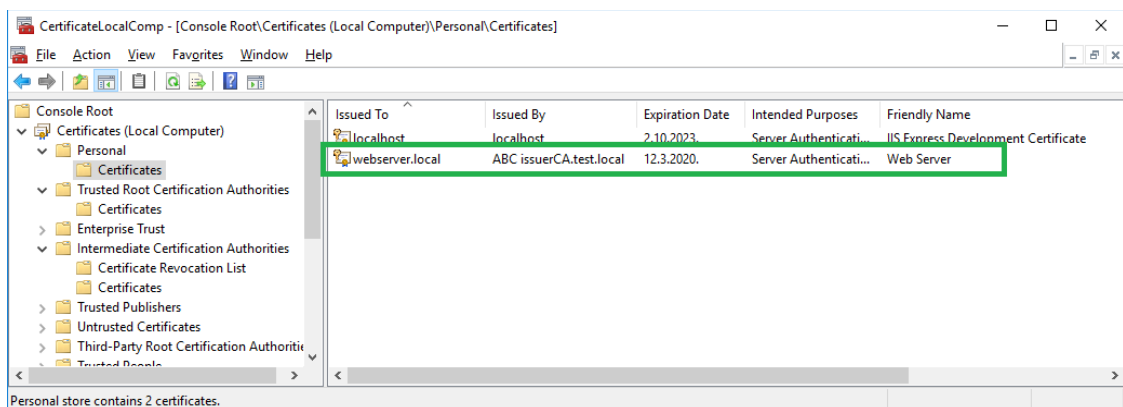 CertificateLocalComp - [Console Root\Certificates (Local Computer)\Personal\Certificates]
File Action View Favorites Window Help
Console Root
Certificates (Local Computer)
Personal
Certificates
Trusted Root Certification Authorities
Certificates
Enterprise Trust
Intermediate Certification Authorities
Certificate Revocation List
Certificates
Trusted Publishers
Untrusted Certificates
Third-Party Root Certification Authoritie
Trusted People
Issued To Issued By Expiration Date Intended Purposes Friendly Name
localhost localhost 2.10.2023. Server Authenticati... IIS Express Development Certificate
webserver.local ABC issuerCA.test.local 12.3.2020. Server Authenticati... Web Server
Personal store contains 2 certificates.